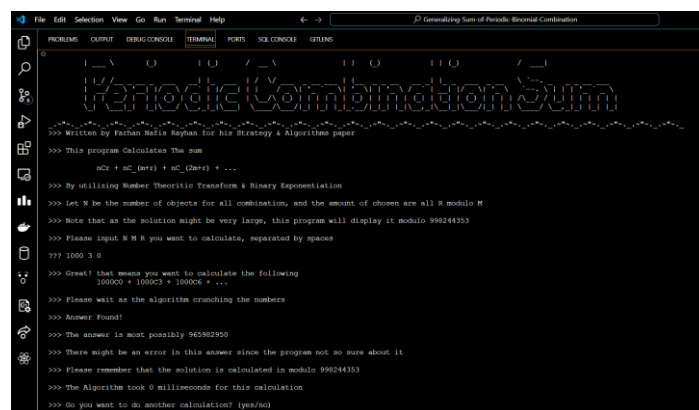 File Edit Selection View Go Run Terminal Help
Generalizing-Sum-of-Periodic-Binomial-Combination
PROBLEMS OUTPUT DEBUG CONSOLE TERMINAL PORTS SQL CONSOLE GITLENS
Periodic Combination Sum
>>> Written by Farhan Nafis Rayhan for his Strategy & Algorithms paper
>>> This program Calculates The sum
nCr + nC_(m+r) + nC_(2m+r) + ...
>>> By utilizing Number Theoritic Transform & Binary Exponentiation
>>> Let N be the number of objects for all combination, and the amount of chosen are all R modulo M
>>> Note that as the solution might be very large, this program will display it modulo 998244353
>>> Please input N M R you want to calculate, separated by spaces
??? 1000 3 0
>>> Great! that means you want to calculate the following
1000C0 + 1000C3 + 1000C6 + ...
>>> Please wait as the algorithm crunching the numbers
>>> Answer Found!
>>> The answer is most possibly 965982950
>>> There might be an error in this answer since the program not so sure about it
>>> Please remember that the solution is calculated in modulo 998244353
>>> The Algorithm took 0 milliseconds for this calculation
>>> Go you want to do another calculation? (yes/no)